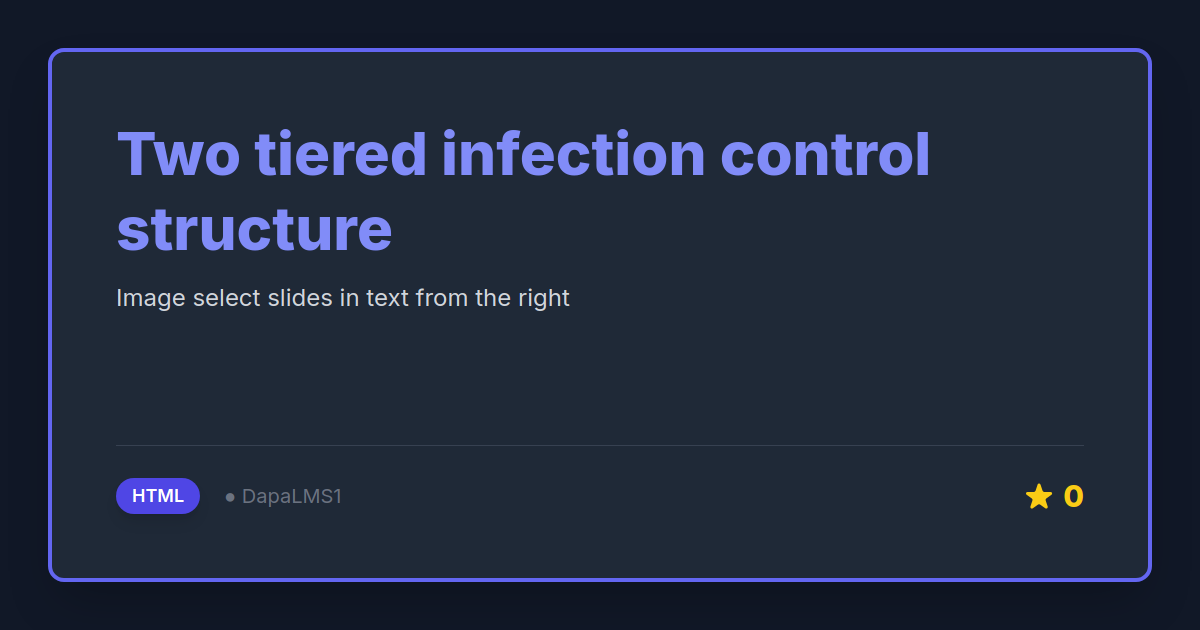 Two tiered infection control
structure
Image select slides in text from the right
HTML
● DapaLMS1
★ 0